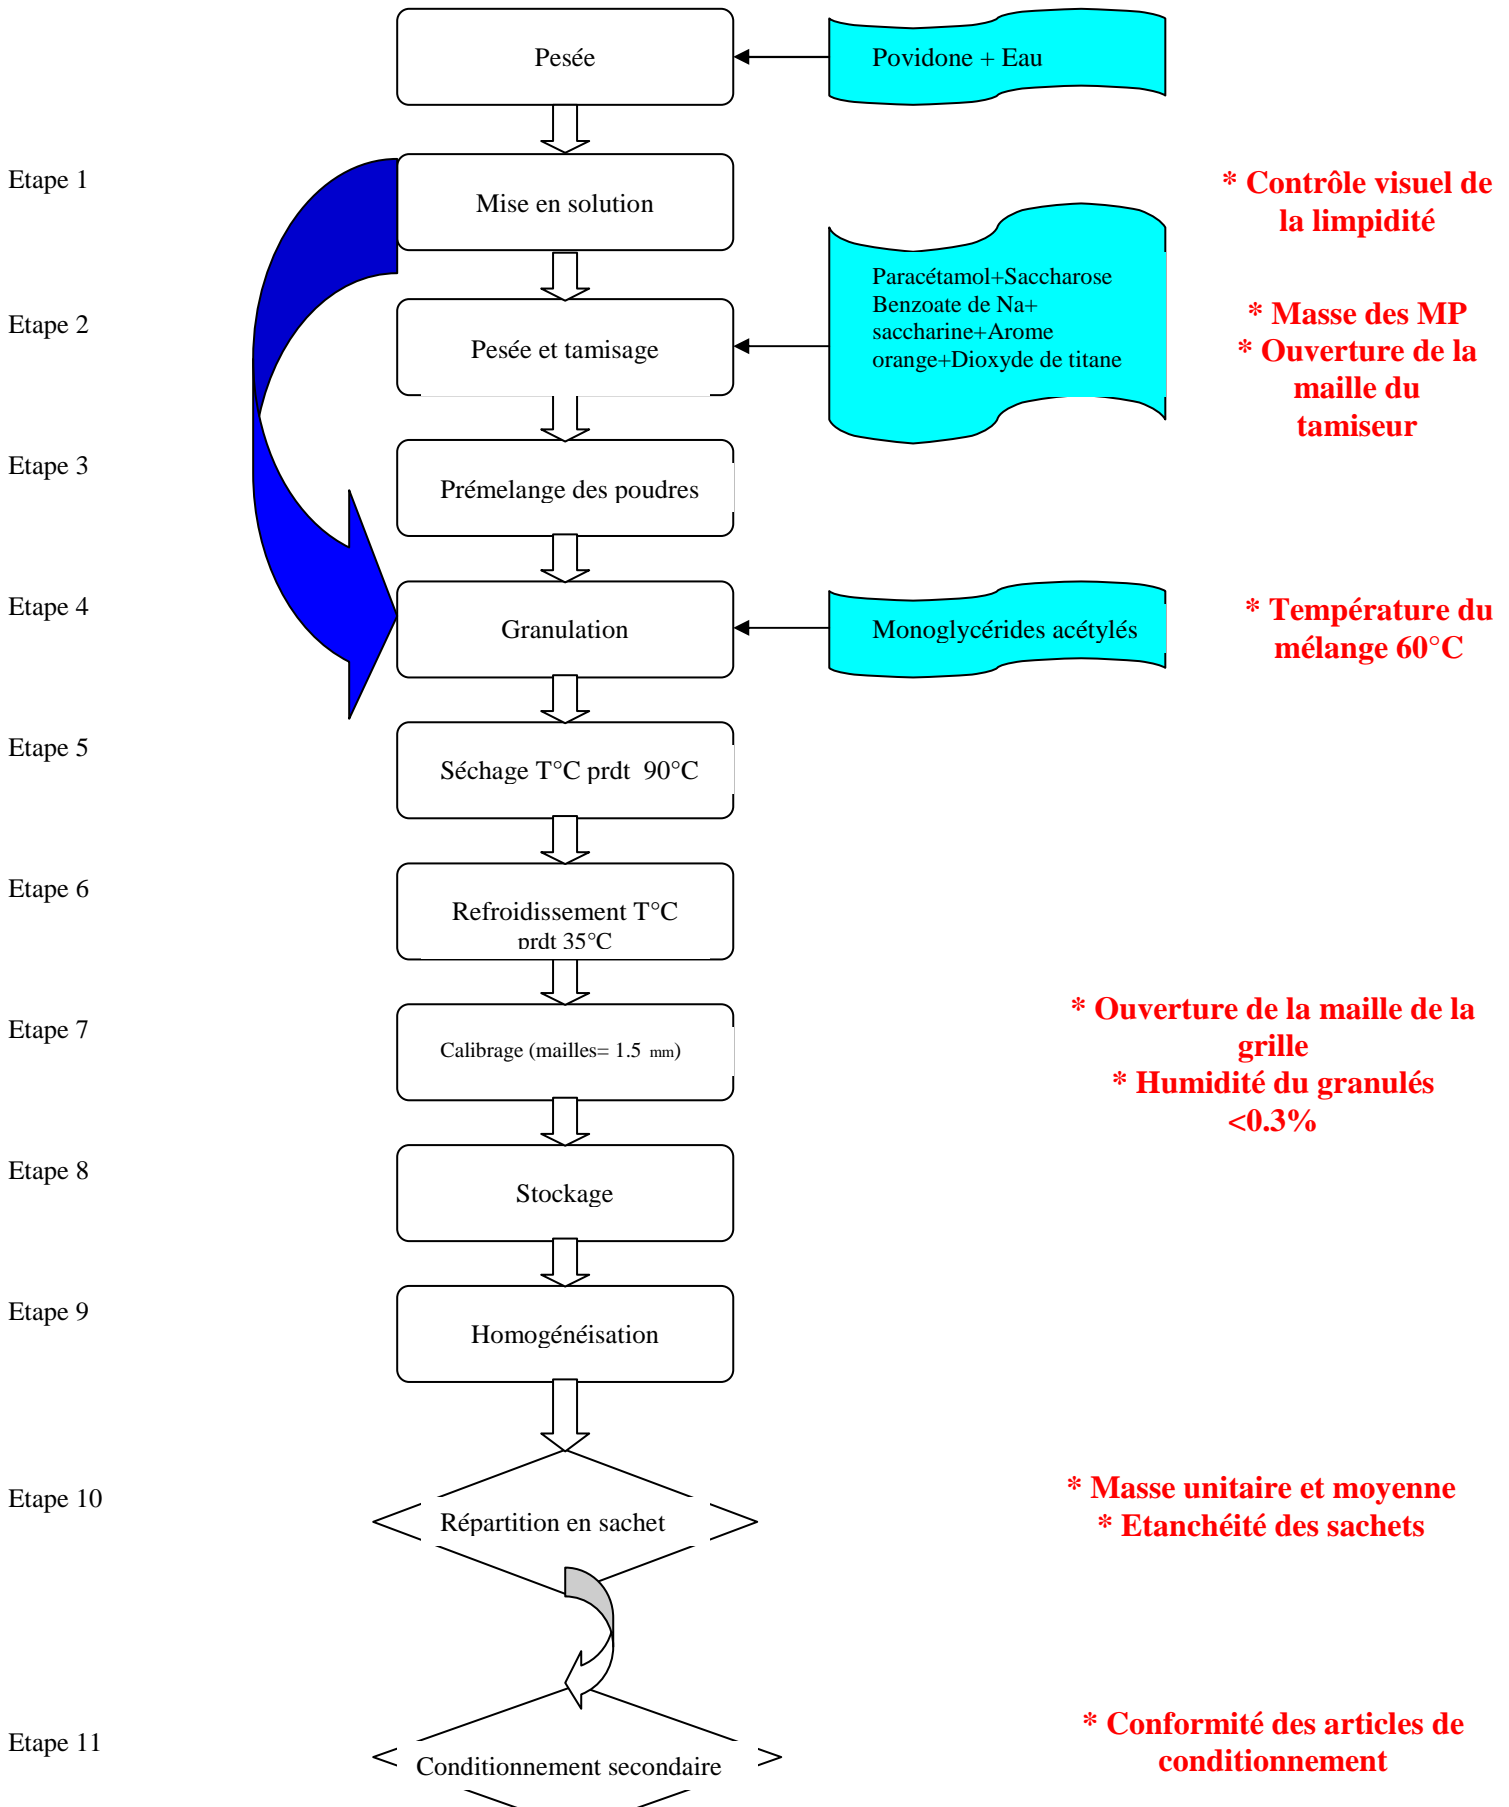 Pesée
Povidone + Eau
Etape 1
Mise en solution
* Contrôle visuel de
la limpidité
Etape 2
Pesée et tamisage
Paracétamol+Saccharose
Benzoate de Na+
saccharine+Arome
orange+Dioxyde de titane
* Masse des MP
* Ouverture de la
maille du
tamiseur
Etape 3
Prémelange des poudres
Etape 4
Granulation
Monoglycérides acétylés
* Température du
mélange 60°C
Etape 5
Séchage T°C prdt 90°C
Etape 6
Refroidissement T°C
prdt 35°C
Etape 7
Calibrage (mailles= 1.5 mm)
* Ouverture de la maille de la
grille
* Humidité du granulés
<0.3%
Etape 8
Stockage
Etape 9
Homogénéisation
Etape 10
Répartition en sachet
* Masse unitaire et moyenne
* Etanchéité des sachets
Etape 11
Conditionnement secondaire
* Conformité des articles de
conditionnement